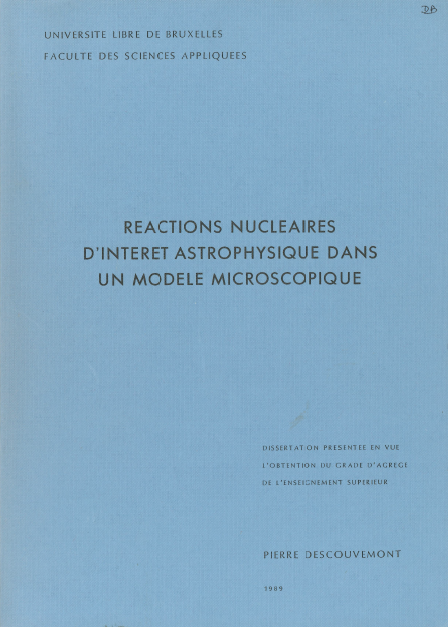 DB
UNIVERSITE LIBRE DE BRUXELLES
FACULTE DES SCIENCES APPLIQUEES
REACTIONS NUCLEAIRES
D'INTERET ASTROPHYSIQUE DANS
UN MODELE MICROSCOPIQUE
DISSERTATION PRESENTEE EN VUE
L'OBTENTION DU GRADE D'AGREGE
DE L'ENSEIGNEMENT SUPERIEUR
PIERRE DESCOUVEMONT
1989